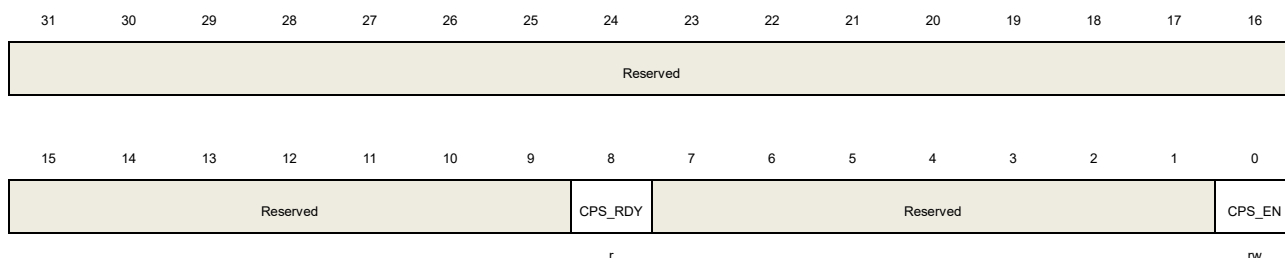 31 30 29 28 27 26 25 24 23 22 21 20 19 18 17 16
Reserved
15 14 13 12 11 10 9 8 7 6 5 4 3 2 1 0
Reserved CPS_RDY Reserved CPS_EN
r rw